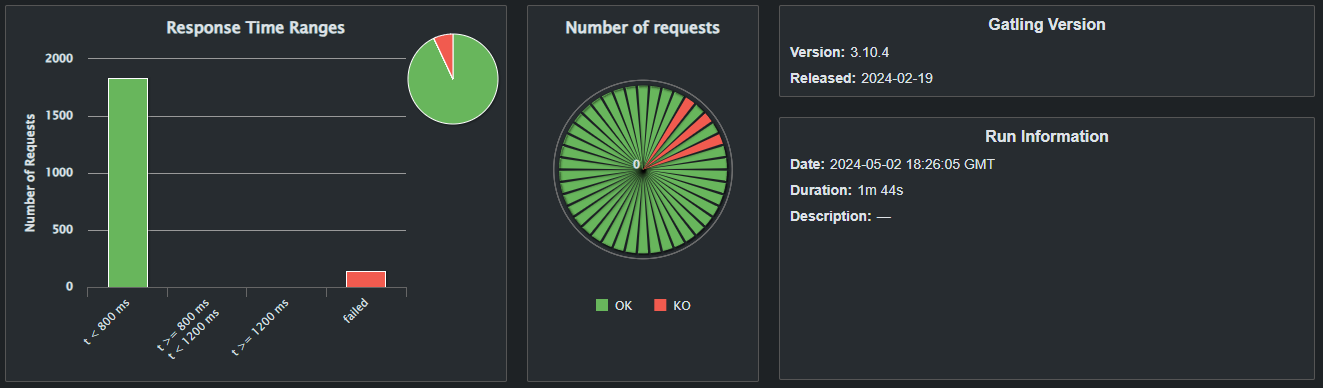 Response Time Ranges
Number of Requests
2000
1500
1000
500
0
t < 800 ms
t >= 800 ms
t < 1200 ms
t >= 1200 ms
failed
Number of requests
0
OK
KO
Gatling Version
Version: 3.10.4
Released: 2024-02-19
Run Information
Date: 2024-05-02 18:26:05 GMT
Duration: 1m 44s
Description: —